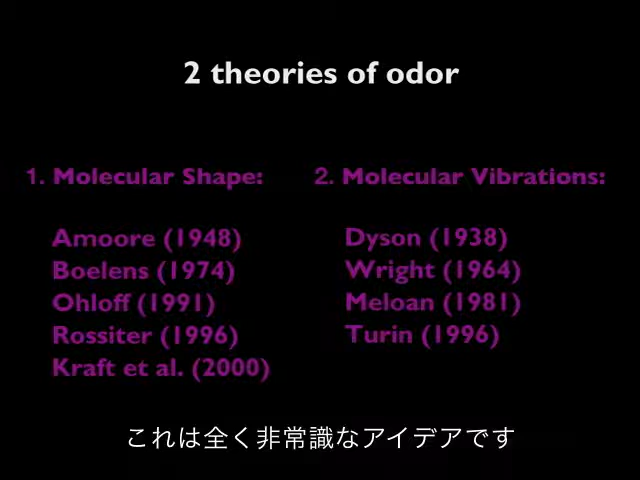 2 theories of odor
1. Molecular Shape:
Amoore (1948)
Boelens (1974)
Ohloff (1991)
Rossiter (1996)
Kraft et al. (2000)
2. Molecular Vibrations:
Dyson (1938)
Wright (1964)
Meloan (1981)
Turin (1996)
これは全く非常識なアイデアです